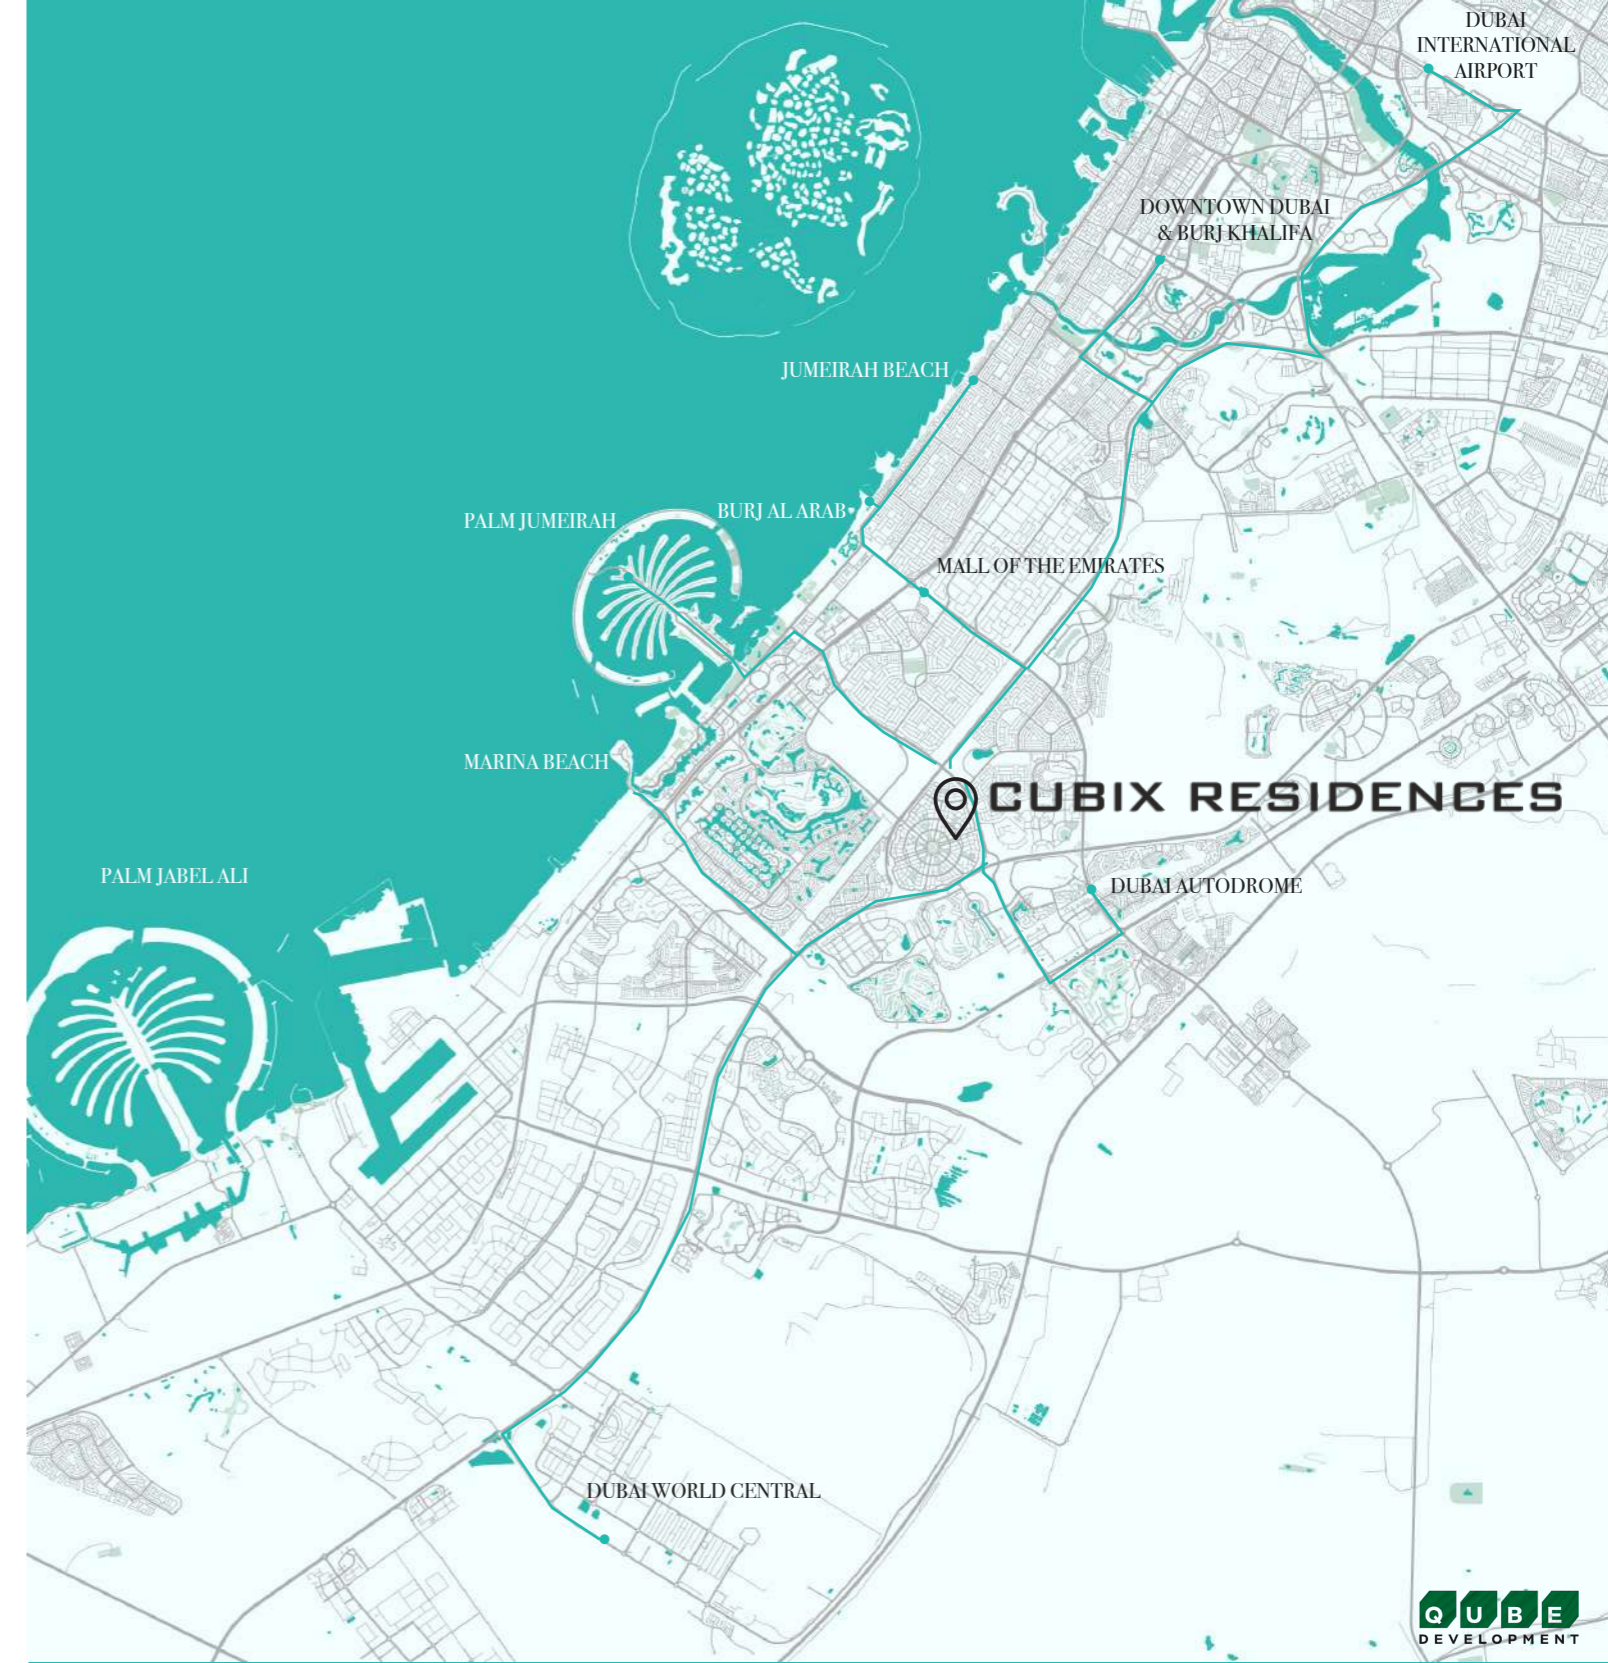 DUBAI
INTERNATIONAL
AIRPORT
DOWNTOWN DUBAI
& BURJ KHALIFA
JUMEIRAH BEACH
BURJ AL ARAB
PALM JUMEIRAH
MALL OF THE EMIRATES
MARINA BEACH
CUBIX RESIDENCES
PALM JABEL ALI
DUBAI AUTODROME
DUBAI WORLD CENTRAL
QUBE
DEVELOPMENT